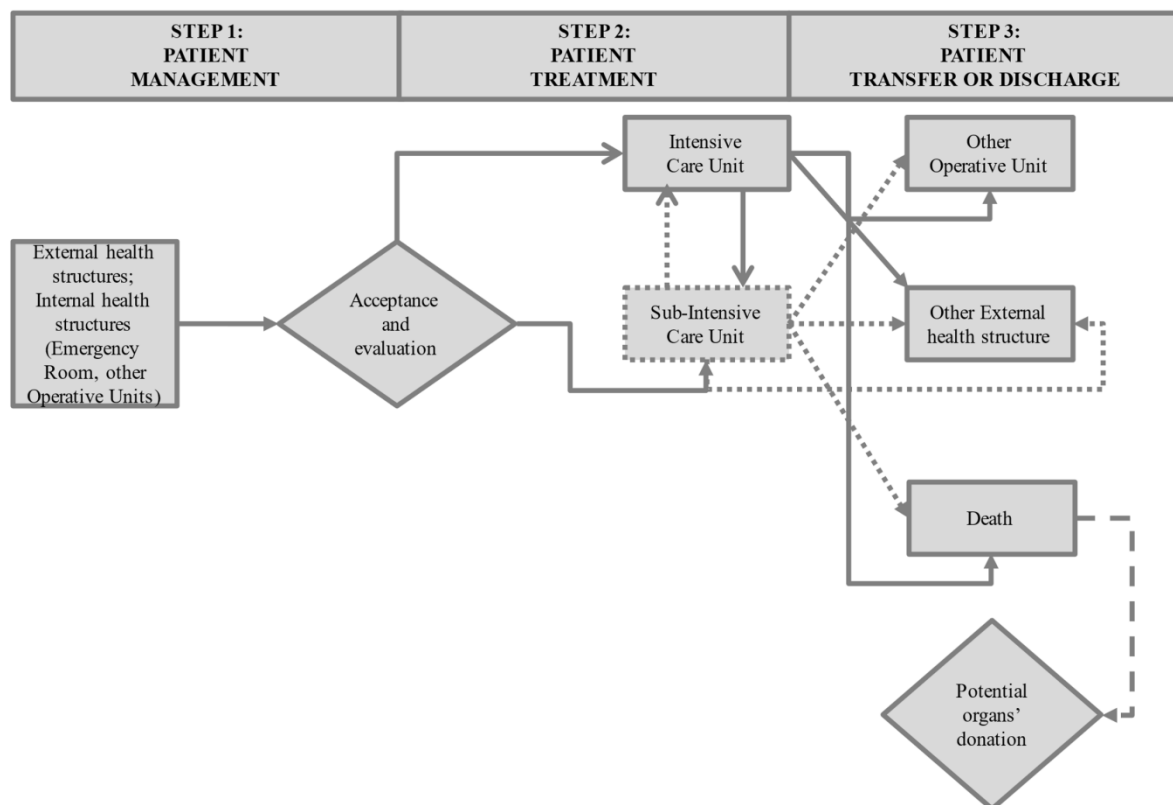 STEP 1:
PATIENT
MANAGEMENT
STEP 2:
PATIENT
TREATMENT
STEP 3:
PATIENT
TRANSFER OR DISCHARGE
External health
structures;
Internal health
structures
(Emergency
Room, other
Operative Units)
Acceptance
and
evaluation
Intensive
Care Unit
Sub-Intensive
Care Unit
Other
Operative Unit
Other External
health structure
Death
Potential
organs’
donation